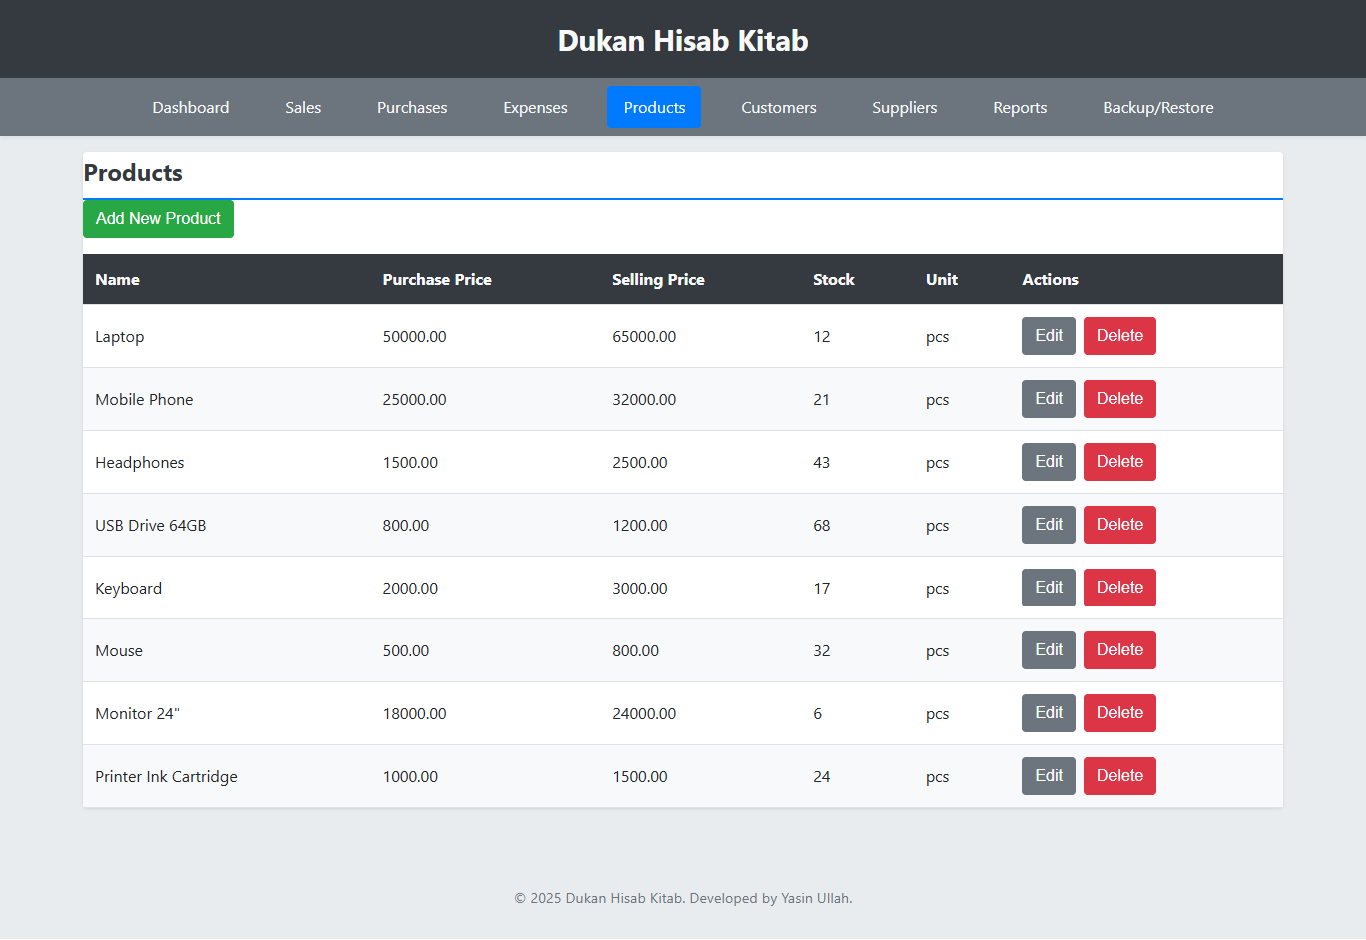 Dukan Hisab Kitab
Dashboard Sales Purchases Expenses Products Customers Suppliers Reports Backup/Restore
Products
Add New Product
Name Purchase Price Selling Price Stock Unit Actions
Laptop 50000.00 65000.00 12 pcs Edit Delete
Mobile Phone 25000.00 32000.00 21 pcs Edit Delete
Headphones 1500.00 2500.00 43 pcs Edit Delete
USB Drive 64GB 800.00 1200.00 68 pcs Edit Delete
Keyboard 2000.00 3000.00 17 pcs Edit Delete
Mouse 500.00 800.00 32 pcs Edit Delete
Monitor 24" 18000.00 24000.00 6 pcs Edit Delete
Printer Ink Cartridge 1000.00 1500.00 24 pcs Edit Delete
© 2025 Dukan Hisab Kitab. Developed by Yasin Ullah.